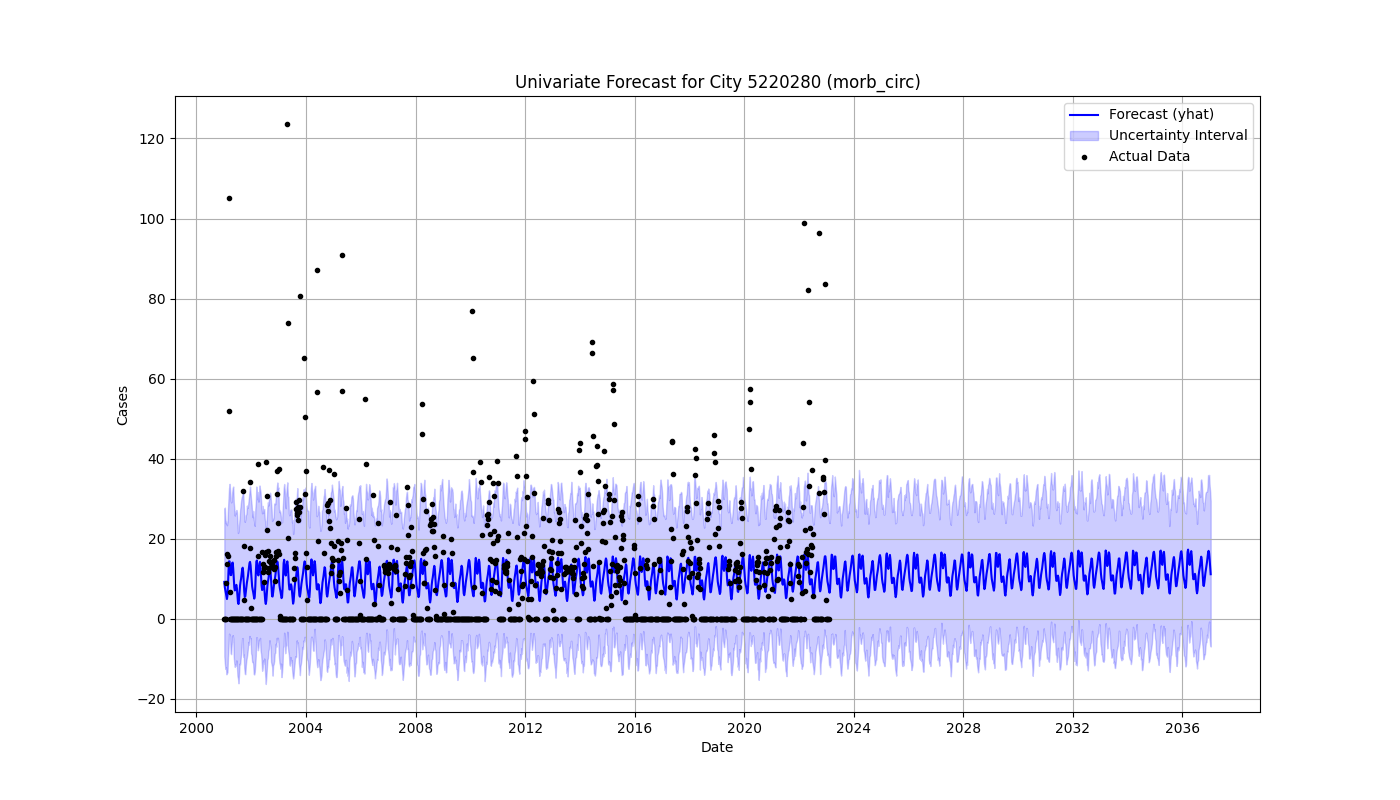 Univariate Forecast for City 5220280 (morb_circ)
Forecast (yhat)
Uncertainty Interval
Actual Data
Cases
120
100
80
60
40
20
0
−20
2000 2004 2008 2012 2016 2020 2024 2028 2032 2036
Date